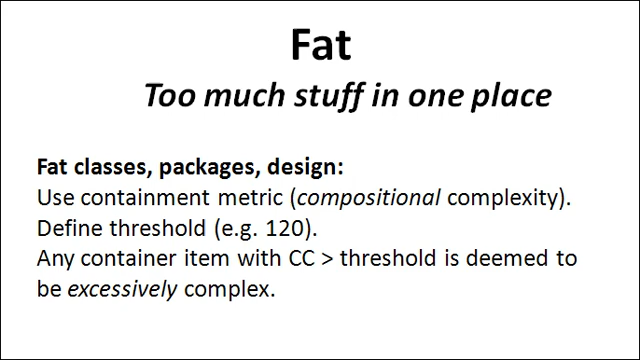 Fat
Too much stuff in one place
Fat classes, packages, design:
Use containment metric (compositional complexity).
Define threshold (e.g. 120).
Any container item with CC > threshold is deemed to
be excessively complex.